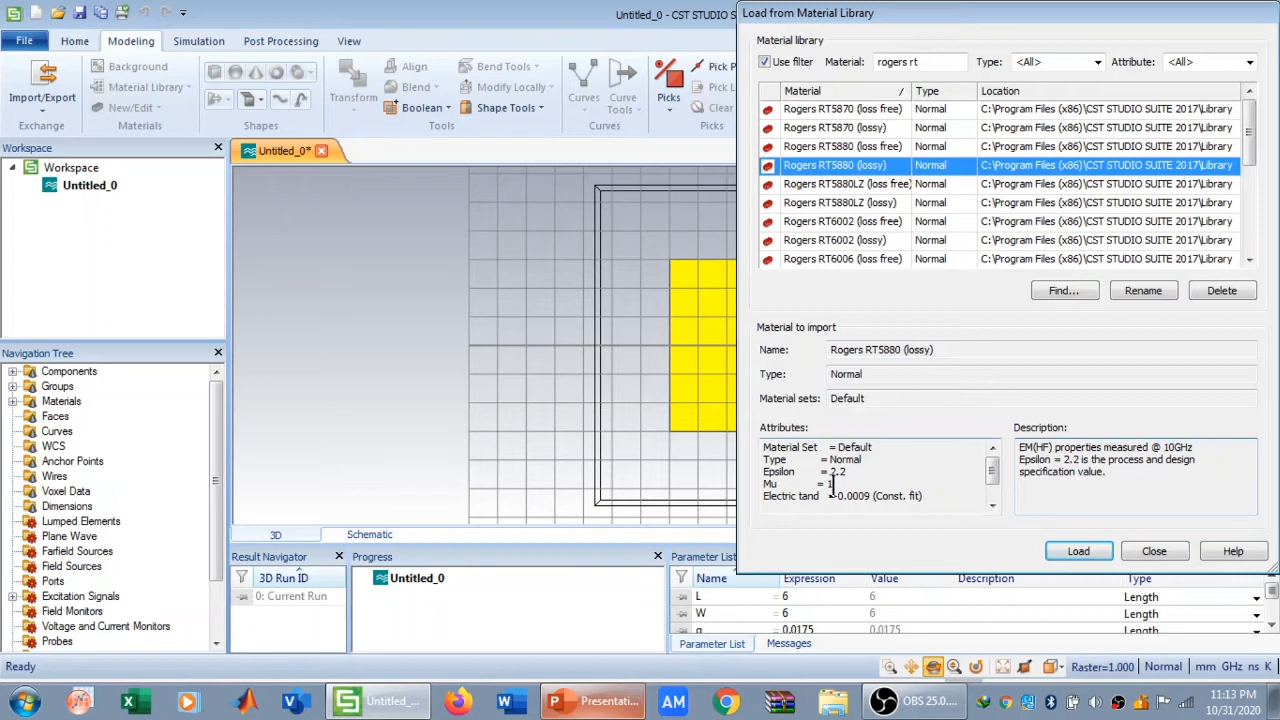 Untitled_0 - CST STUDIO SU
Load from Material Library
File
Home
Modeling
Simulation
Post Processing
View
Import/Export
Exchange
Background
Material Library
New/Edit
Materials
Shapes
Transform
Align
Boolean
Bend Tools
Modify Locally
Shape Tools
Tools
Curves
Curve Tools
Curves
Picks
Pick P
Pick L
Clear
Picks
Material library
Use filter
Material:
rogers rt
Type:
<All>
Attribute:
<All>
Material / Type Location
Rogers RT5870 (loss free) Normal C:\Program Files (x86)\CST STUDIO SUITE 2017\Library
Rogers RT5870 (lossy) Normal C:\Program Files (x86)\CST STUDIO SUITE 2017\Library
Rogers RT5880 (loss free) Normal C:\Program Files (x86)\CST STUDIO SUITE 2017\Library
Rogers RT5880 (lossy) Normal C:\Program Files (x86)\CST STUDIO SUITE 2017\Library
Rogers RT5880LZ (loss free) Normal C:\Program Files (x86)\CST STUDIO SUITE 2017\Library
Rogers RT5880LZ (lossy) Normal C:\Program Files (x86)\CST STUDIO SUITE 2017\Library
Rogers RT6002 (loss free) Normal C:\Program Files (x86)\CST STUDIO SUITE 2017\Library
Rogers RT6002 (lossy) Normal C:\Program Files (x86)\CST STUDIO SUITE 2017\Library
Rogers RT6006 (loss free) Normal C:\Program Files (x86)\CST STUDIO SUITE 2017\Library
Find...
Rename
Delete
Material to import
Name: Rogers RT5880 (lossy)
Type: Normal
Material sets: Default
Attributes:
Material Set = Default
Type = Normal
Epsilon = 2.2
Mu = 1
Electric tand = 0.0009 (Const. fit)
Description:
EM(HF) properties measured @ 10GHz
Epsilon = 2.2 is the process and design
specification value.
Load
Close
Help
Workspace
Workspace
Untitled_0
Untitled_0*
Navigation Tree
Components
Groups
Materials
Faces
Curves
WCS
Anchor Points
Wires
Voxel Data
Dimensions
Lumped Elements
Plane Wave
Farfield Sources
Field Sources
Ports
Excitation Signals
Field Monitors
Voltage and Current Monitors
Probes
3D
Schematic
Result Navigator
3D Run ID
0: Current Run
Progress
Untitled_0
Parameter List
Name Expression Value Description Type
L = 6 6 Length
W = 6 6 Length
g = 0.0175 0.0175 Length
Parameter List
Messages
Ready
Raster=1.000 Normal mm GHz ns K
Untitled_...
Presentati...
AM
OBS 25.0....
11:13 PM
10/31/2020